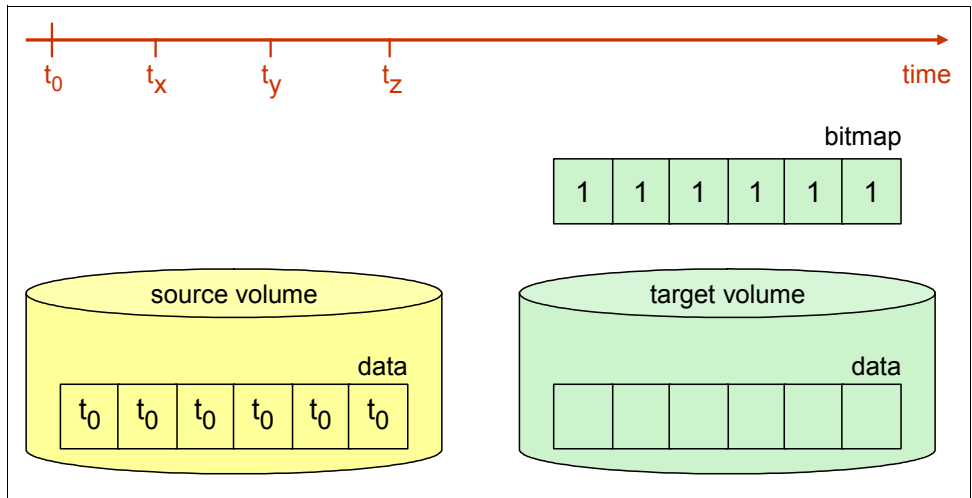 t0 tx ty tz time
bitmap
1 1 1 1 1 1
source volume target volume
data data
t0 t0 t0 t0 t0 t0